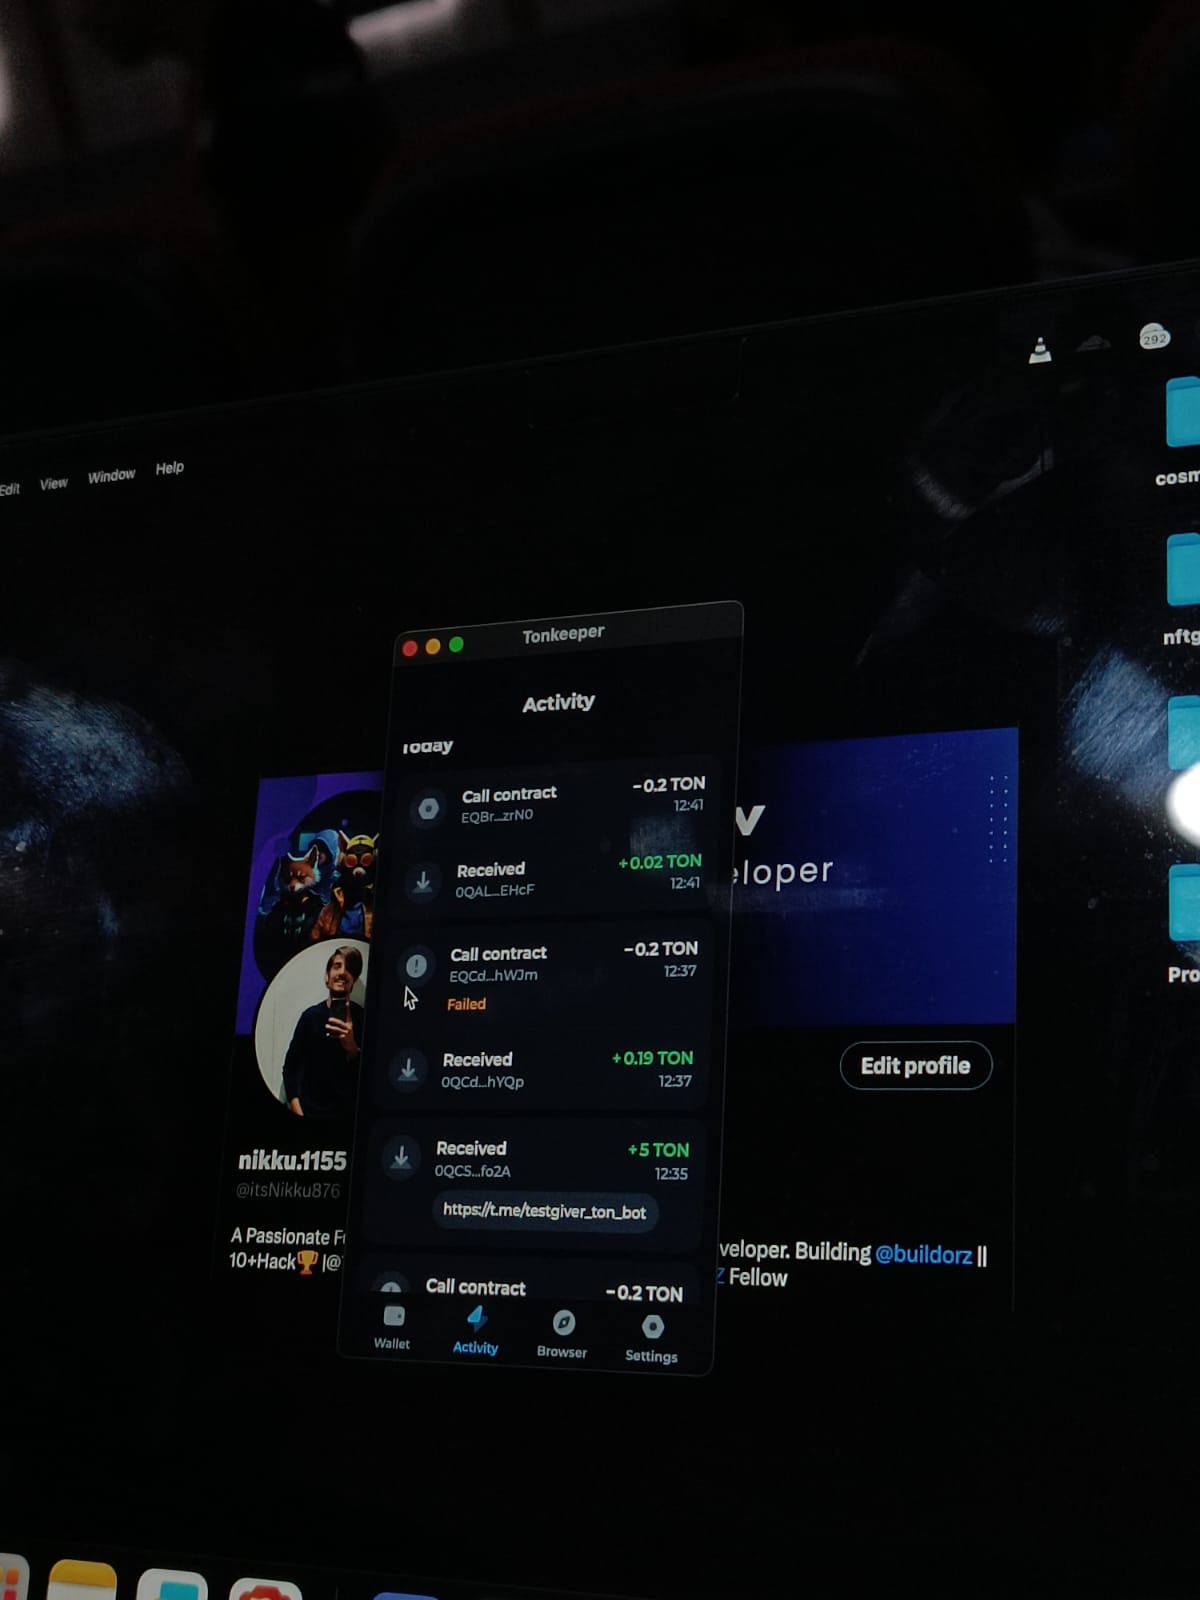 292
Edit View Window Help
Tonkeeper
Activity
Today
Call contract −0.2 TON
EQBr...zrN0 12:41
Received +0.02 TON
0QAL...EHcF 12:41
Call contract −0.2 TON
EQCd...hWJm 12:37
Failed
Received +0.19 TON
0QCd...hYQp 12:37
Received +5 TON
0QCS...fo2A 12:35
https://t.me/testgiver_ton_bot
Call contract −0.2 TON
Wallet Activity Browser Settings
eloper
Edit profile
nikku.1155
@itsNikku876
A Passionate F veloper. Building @buildorz ||
10+Hack🏆 |@ Z Fellow
cosm
nftg
Pro